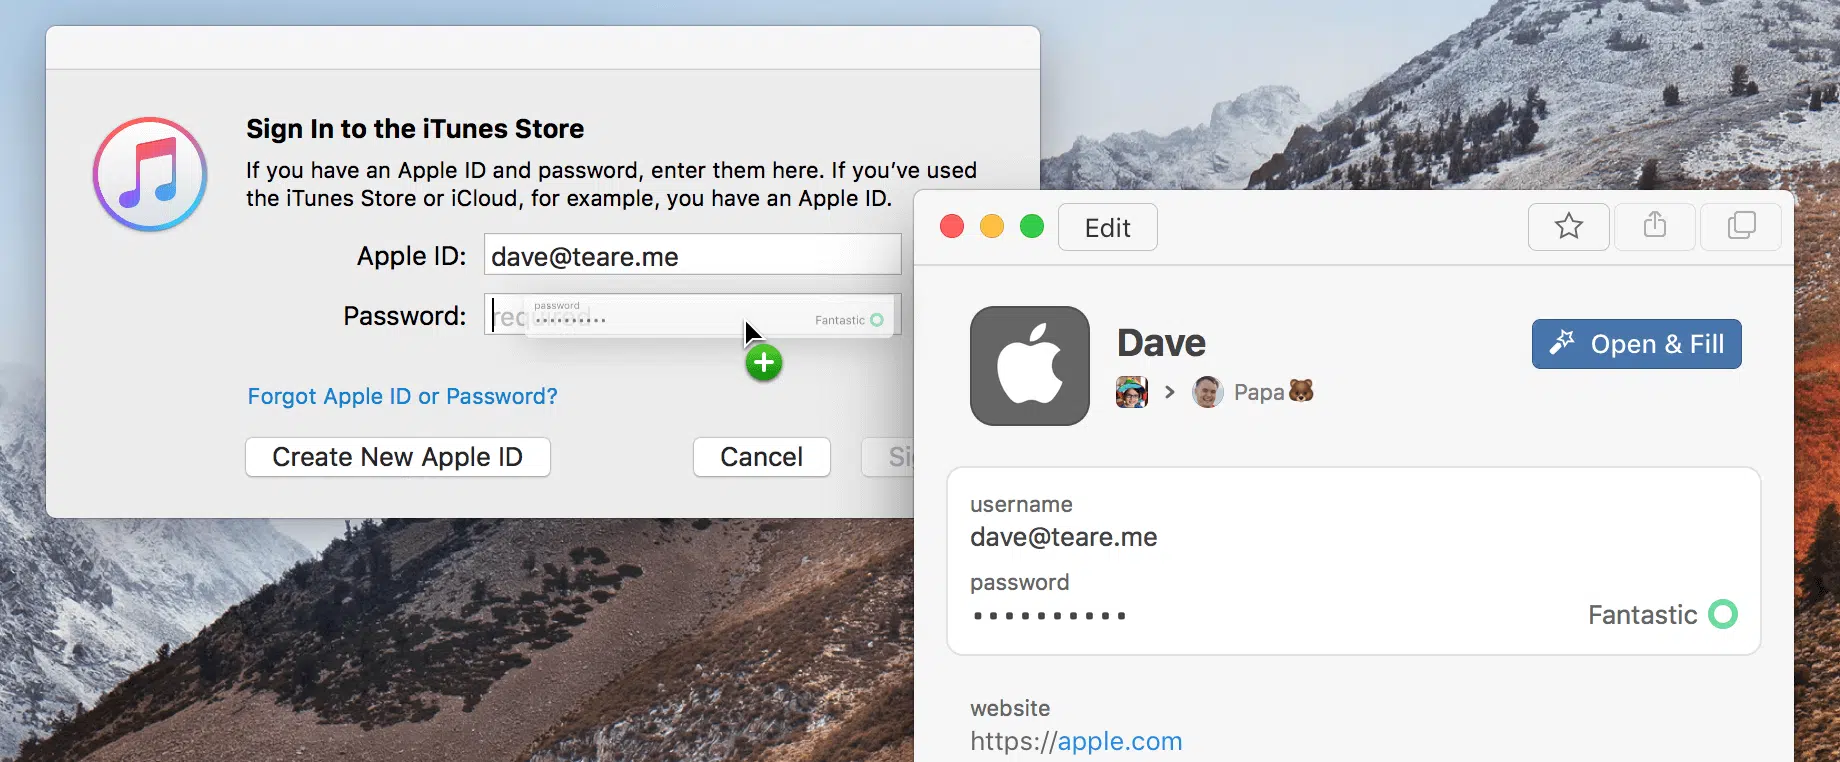 Sign In to the iTunes Store
If you have an Apple ID and password, enter them here. If you’ve used
the iTunes Store or iCloud, for example, you have an Apple ID.
Apple ID: dave@teare.me
Password: required
password
•••••••••• Fantastic
Forgot Apple ID or Password?
Create New Apple ID Cancel
Edit
Dave
Open & Fill
Papa🐻
username
dave@teare.me
password
•••••••••• Fantastic
website
https://apple.com